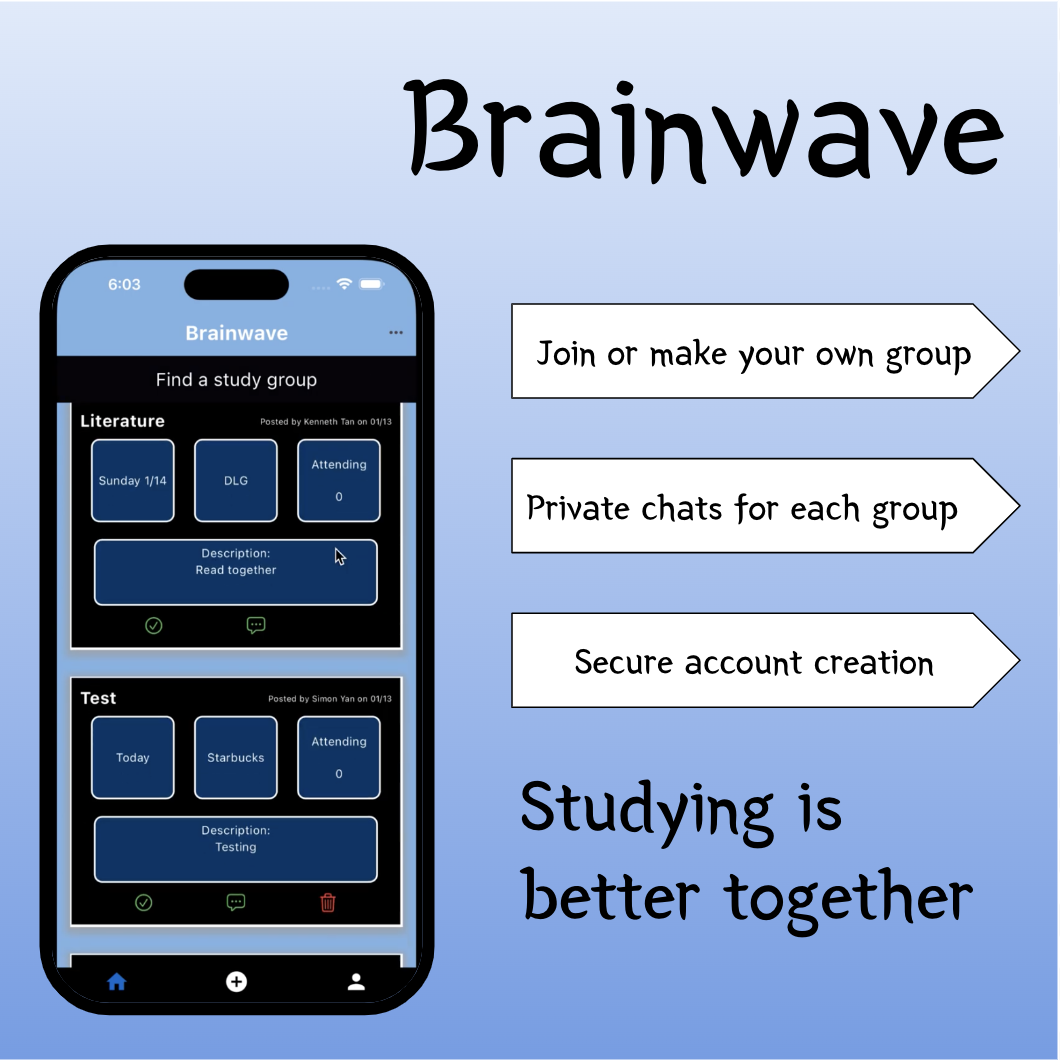 Brainwave
6:03
Brainwave
Find a study group
Literature
Posted by Kenneth Tan on 01/13
Sunday 1/14
DLG
Attending
0
Description:
Read together
Test
Posted by Simon Yan on 01/13
Today
Starbucks
Attending
0
Description:
Testing
Join or make your own group
Private chats for each group
Secure account creation
Studying is
better together